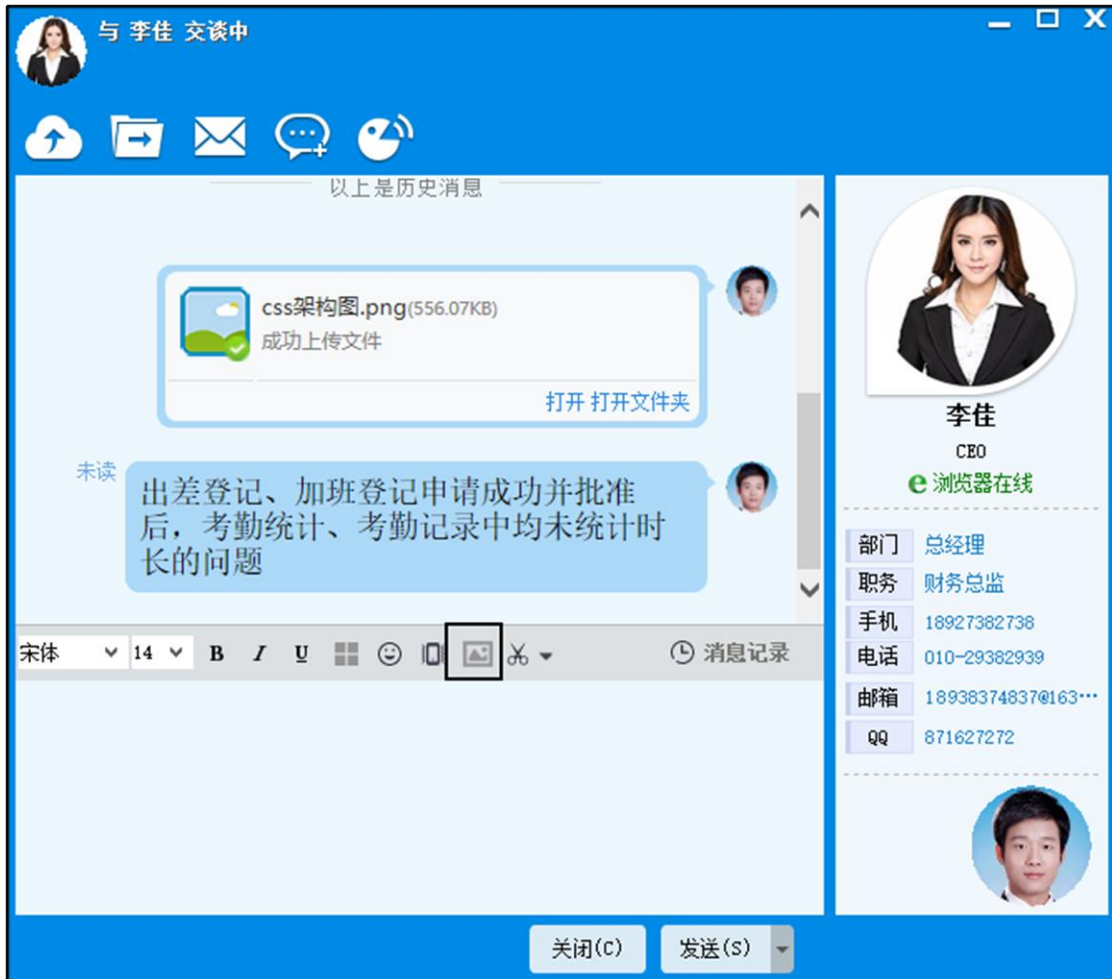 与 李佳 交谈中
以上是历史消息
css架构图.png(556.07KB)
成功上传文件
打开 打开文件夹
未读
出差登记、加班登记申请成功并批准
后，考勤统计、考勤记录中均未统计时
长的问题
宋体 14 B I U 消息记录
关闭(C) 发送(S)
李佳
CEO
浏览器在线
部门 总经理
职务 财务总监
手机 18927382738
电话 010-29382939
邮箱 18938374837@163…
QQ 871627272